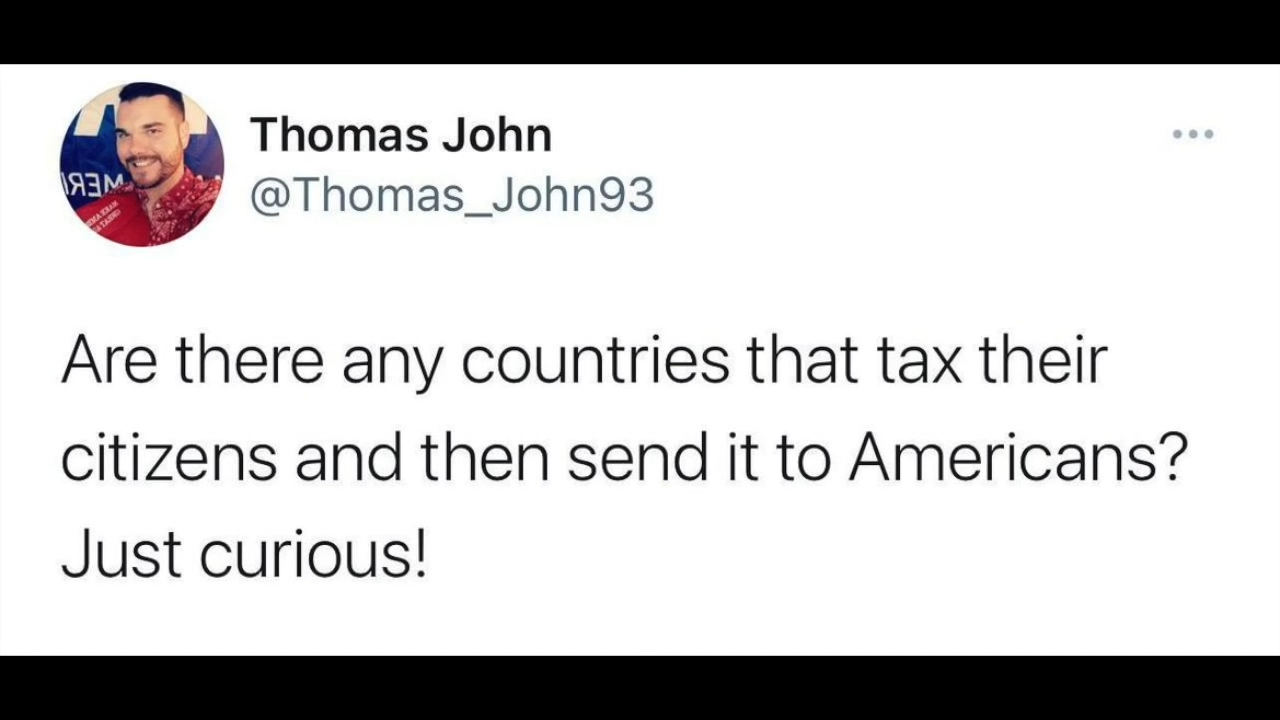 Thomas John
@Thomas_John93
Are there any countries that tax their
citizens and then send it to Americans?
Just curious!